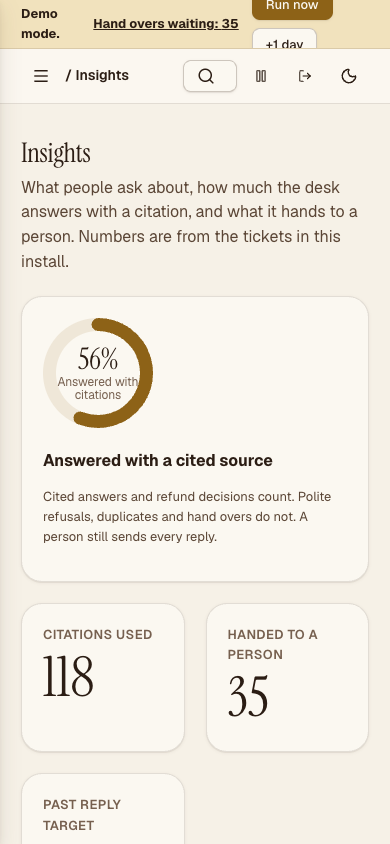 Demo
mode.
Hand overs waiting: 35
Run now
+1 day
/ Insights
Insights
What people ask about, how much the desk
answers with a citation, and what it hands to a
person. Numbers are from the tickets in this
install.
56%
Answered with
citations
Answered with a cited source
Cited answers and refund decisions count. Polite
refusals, duplicates and hand overs do not. A
person still sends every reply.
CITATIONS USED
118
HANDED TO A
PERSON
35
PAST REPLY
TARGET